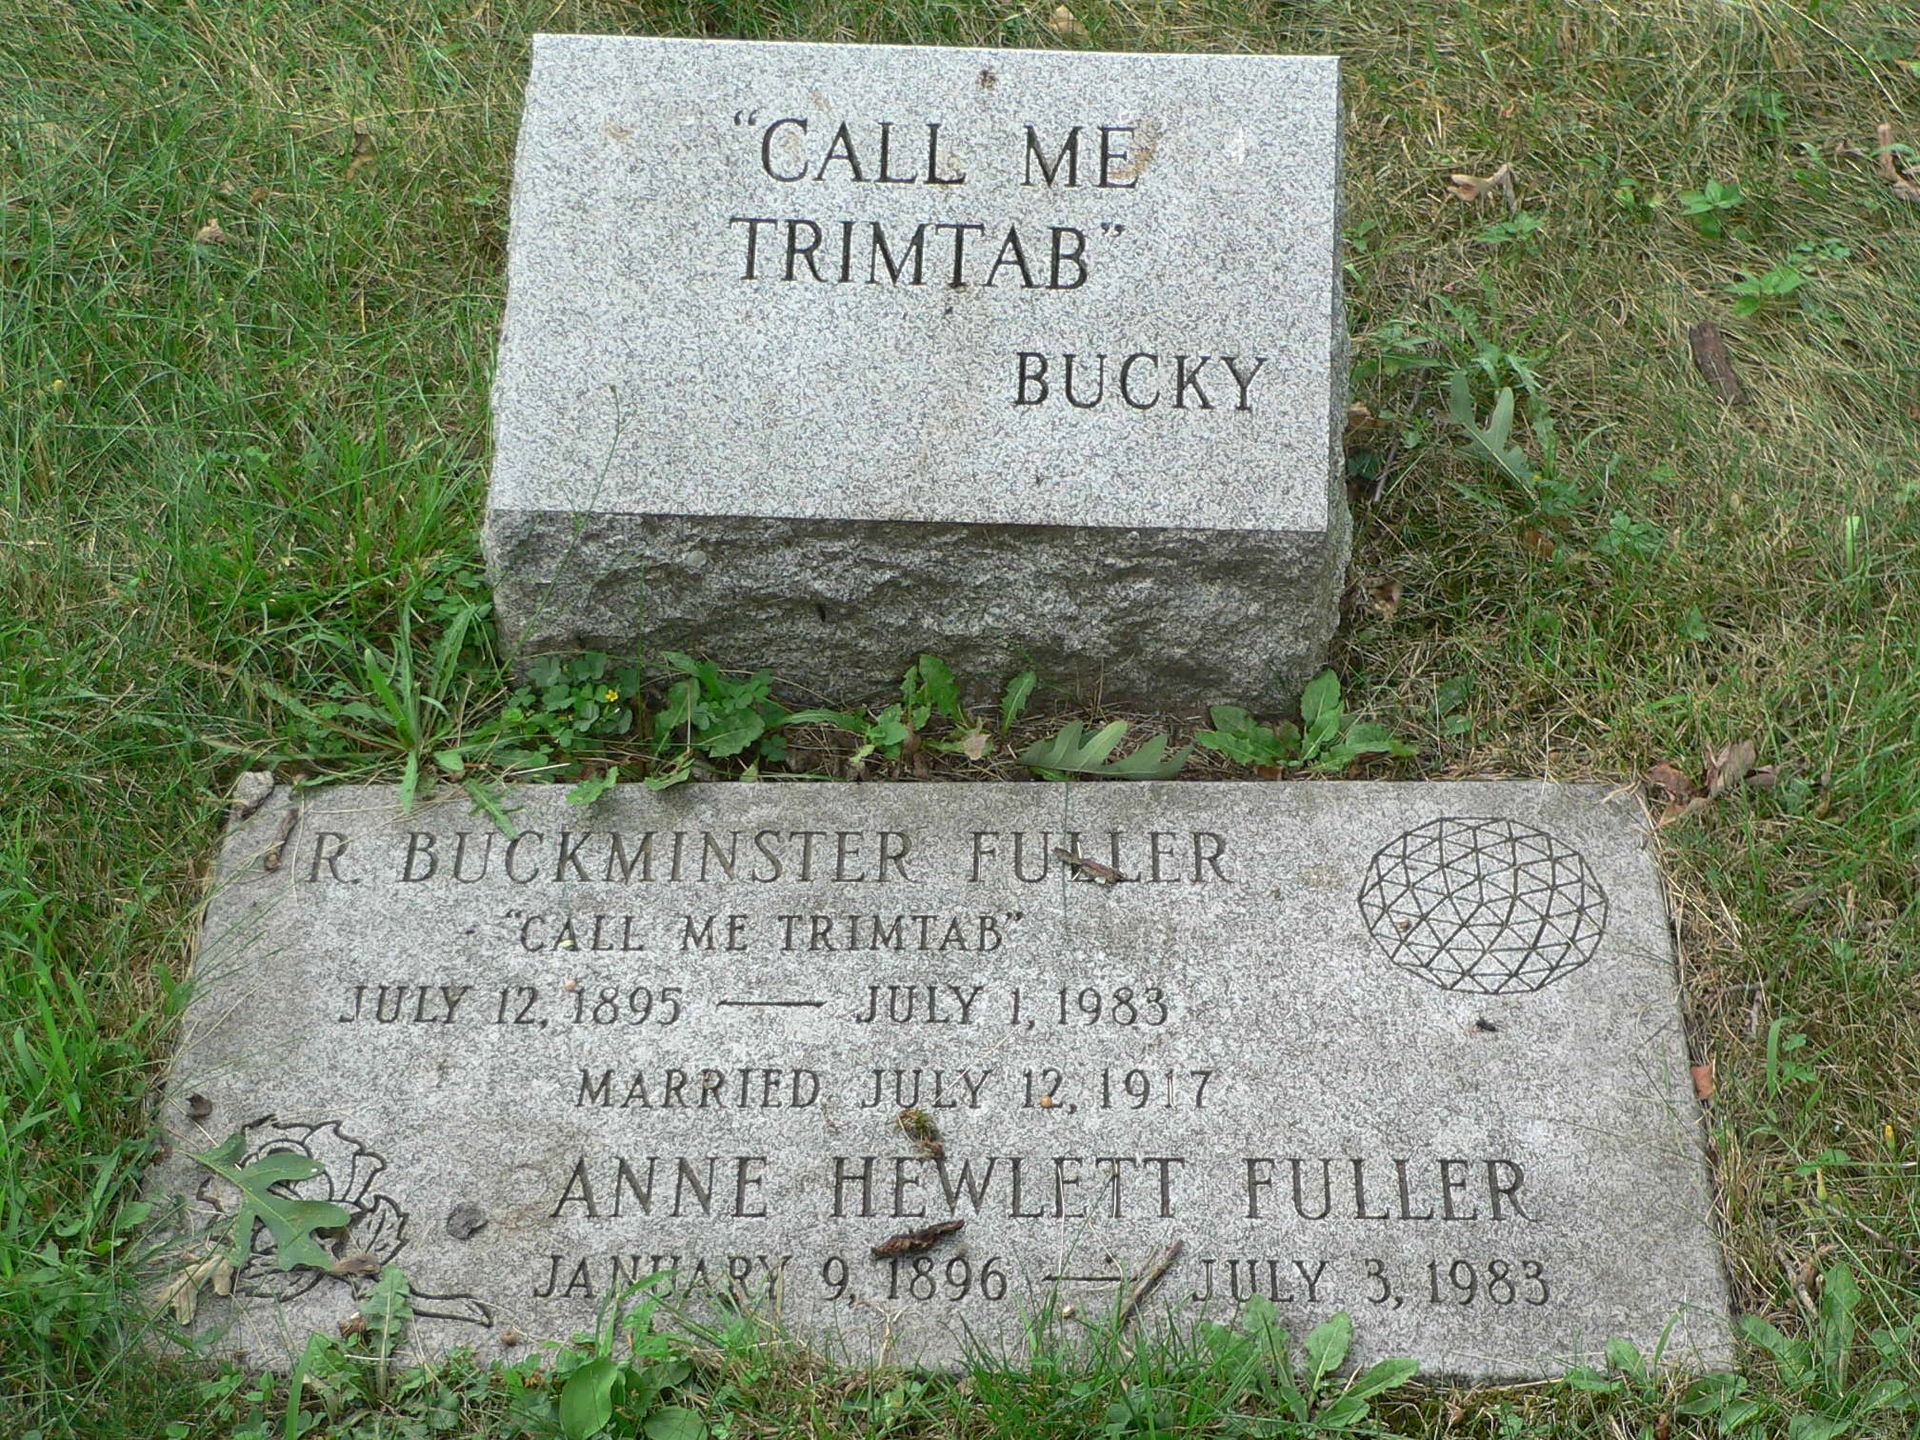 “CALL ME
TRIMTAB”
BUCKY
R. BUCKMINSTER FULLER
“CALL ME TRIMTAB”
JULY 12, 1895 — JULY 1, 1983
MARRIED JULY 12, 1917
ANNE HEWLETT FULLER
JANUARY 9, 1896 — JULY 3, 1983